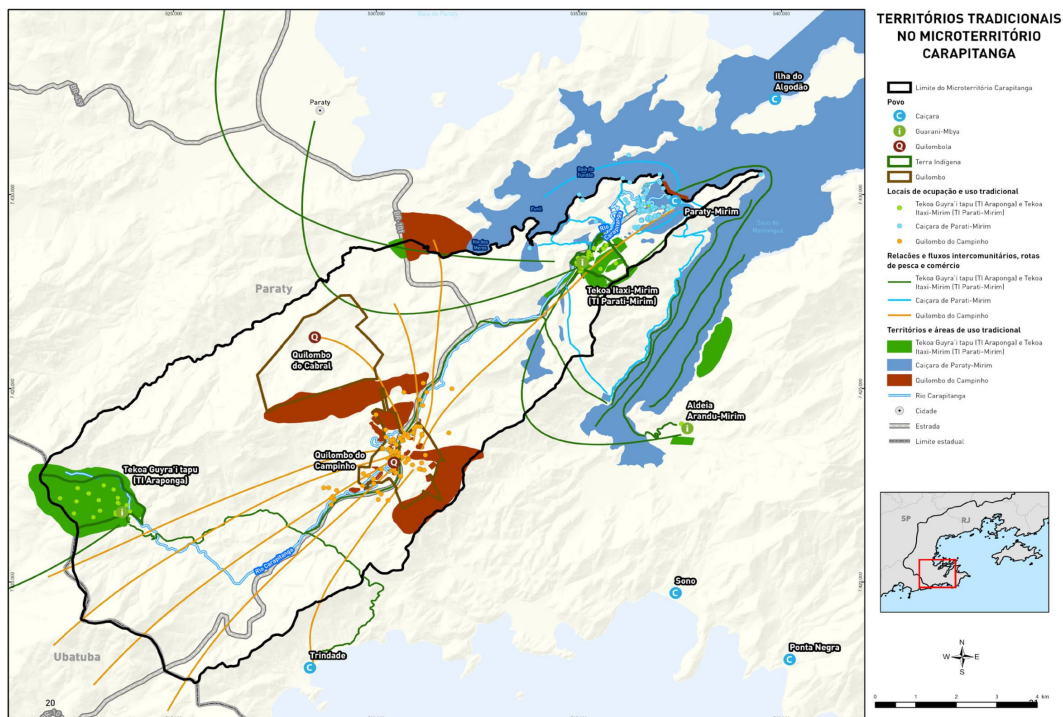 TERRITÓRIOS TRADICIONAIS
NO MICROTERRITÓRIO
CARAPITANGA
Limite do Microterritório Carapitanga
Povo
C Caiçara
i Guarani-Mbya
Q Quilombola
Terra Indígena
Quilombo
Locais de ocupação e uso tradicional
Tekoa Guyra'i tapu (TI Araponga) e Tekoa
Itaxi-Mirim (TI Parati-Mirim)
Caiçara de Parati-Mirim
Quilombo do Campinho
Relações e fluxos intercomunitários, rotas
de pesca e comércio
Tekoa Guyra'i tapu (TI Araponga) e Tekoa
Itaxi-Mirim (TI Parati-Mirim)
Caiçara de Parati-Mirim
Quilombo do Campinho
Territórios e áreas de uso tradicional
Tekoa Guyra'i tapu (TI Araponga) e Tekoa
Itaxi-Mirim (TI Parati-Mirim)
Caiçara de Paraty-Mirim
Quilombo do Campinho
Rio Carapitanga
Cidade
Estrada
Limite estadual
SP
RJ
N
W E
S
0 1 2 3 4 km
Paraty
Ilha do
Algodão
C
Paraty-Mirim
C
Rio
Carapitanga
i
Tekoa Itaxi-Mirim
(TI Parati-Mirim)
Paraty
Q
Quilombo
do Cabral
Aldeia
Arandu-Mirim
i
Quilombo do
Campinho
Q
Tekoa Guyra'i tapu
(TI Araponga)
i
Rio Carapitanga
Sono
C
Ponta Negra
C
Trindade
C
Ubatuba
20